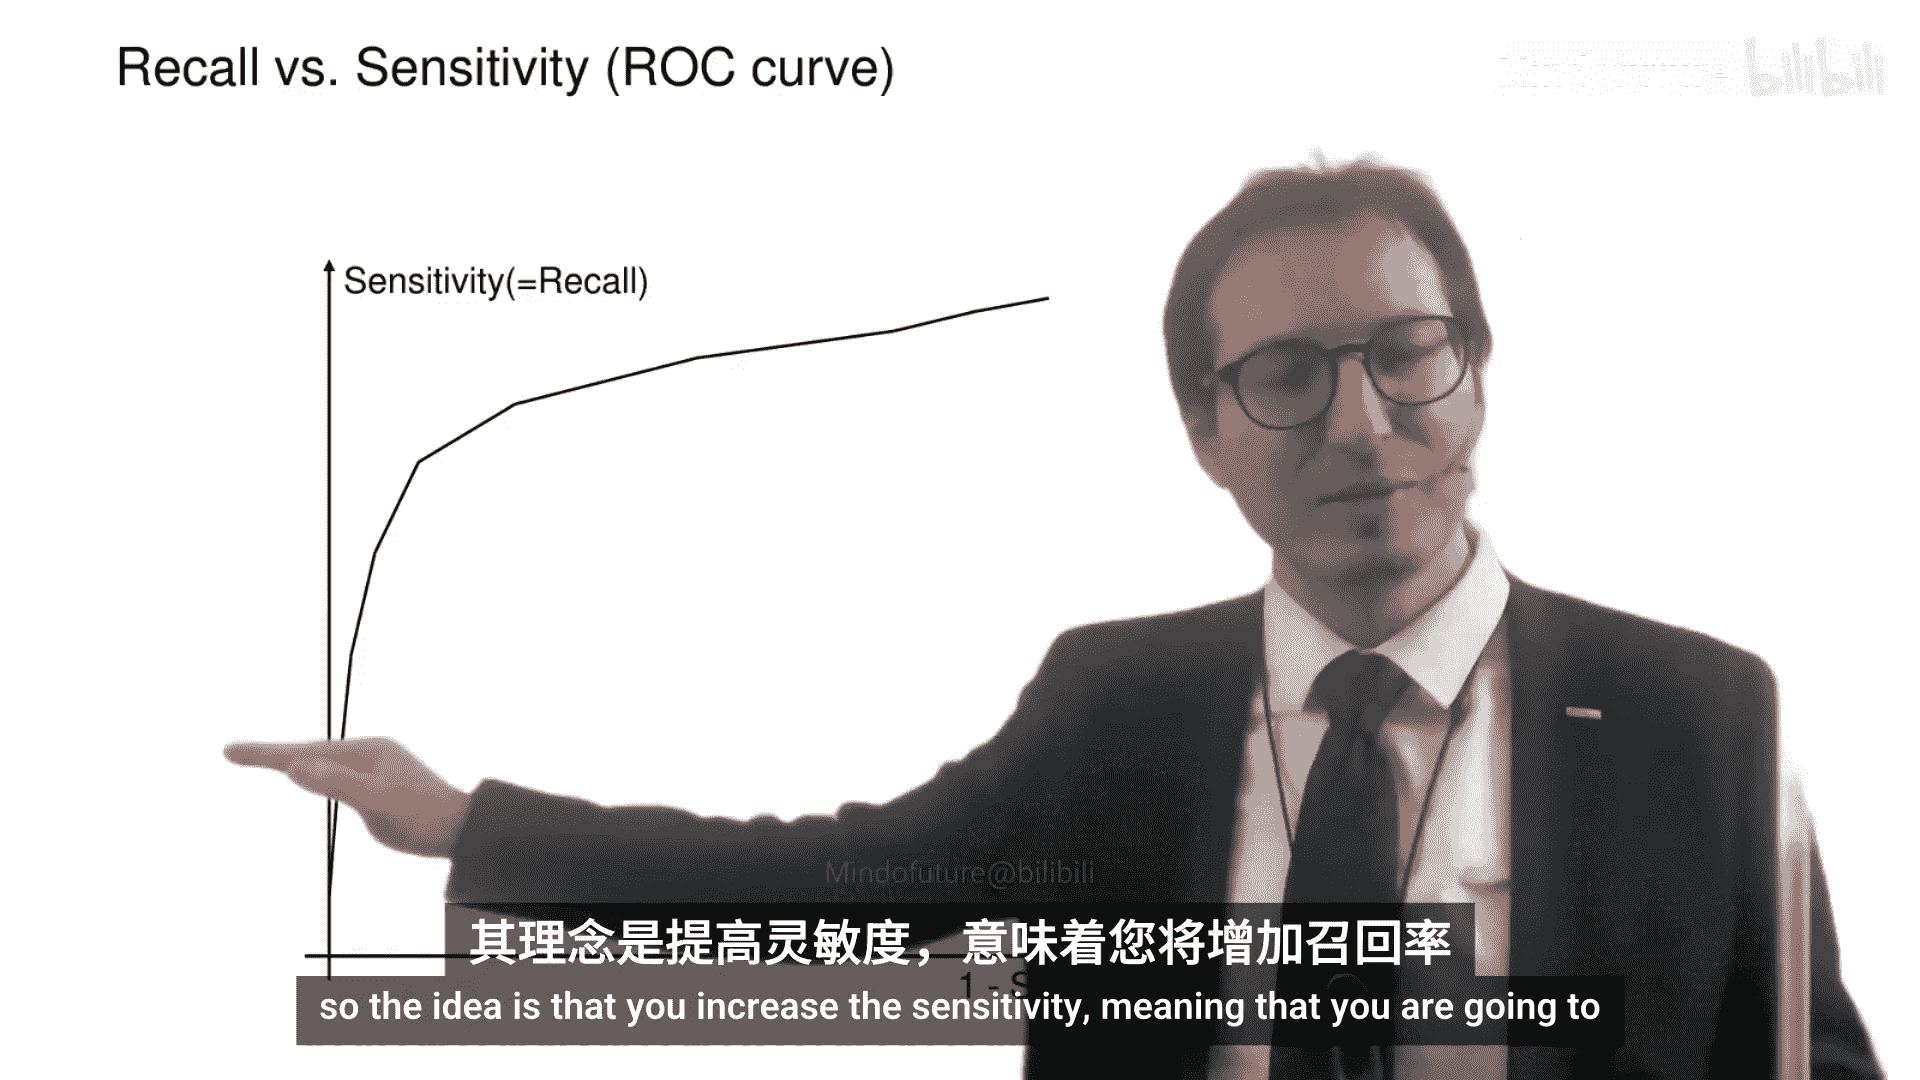 Recall vs. Sensitivity (ROC curve)
bilibili
Sensitivity(=Recall)
Mindofuture@bilibili
其理念是提高灵敏度，意味着您将增加召回率
1 - S
so the idea is that you increase the sensitivity, meaning that you are going to